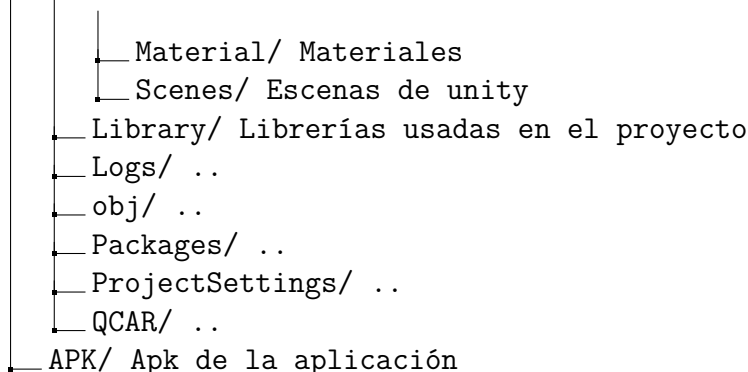 Material/ Materiales
Scenes/ Escenas de unity
Library/ Librerías usadas en el proyecto
Logs/ ..
obj/ ..
Packages/ ..
ProjectSettings/ ..
QCAR/ ..
APK/ Apk de la aplicación